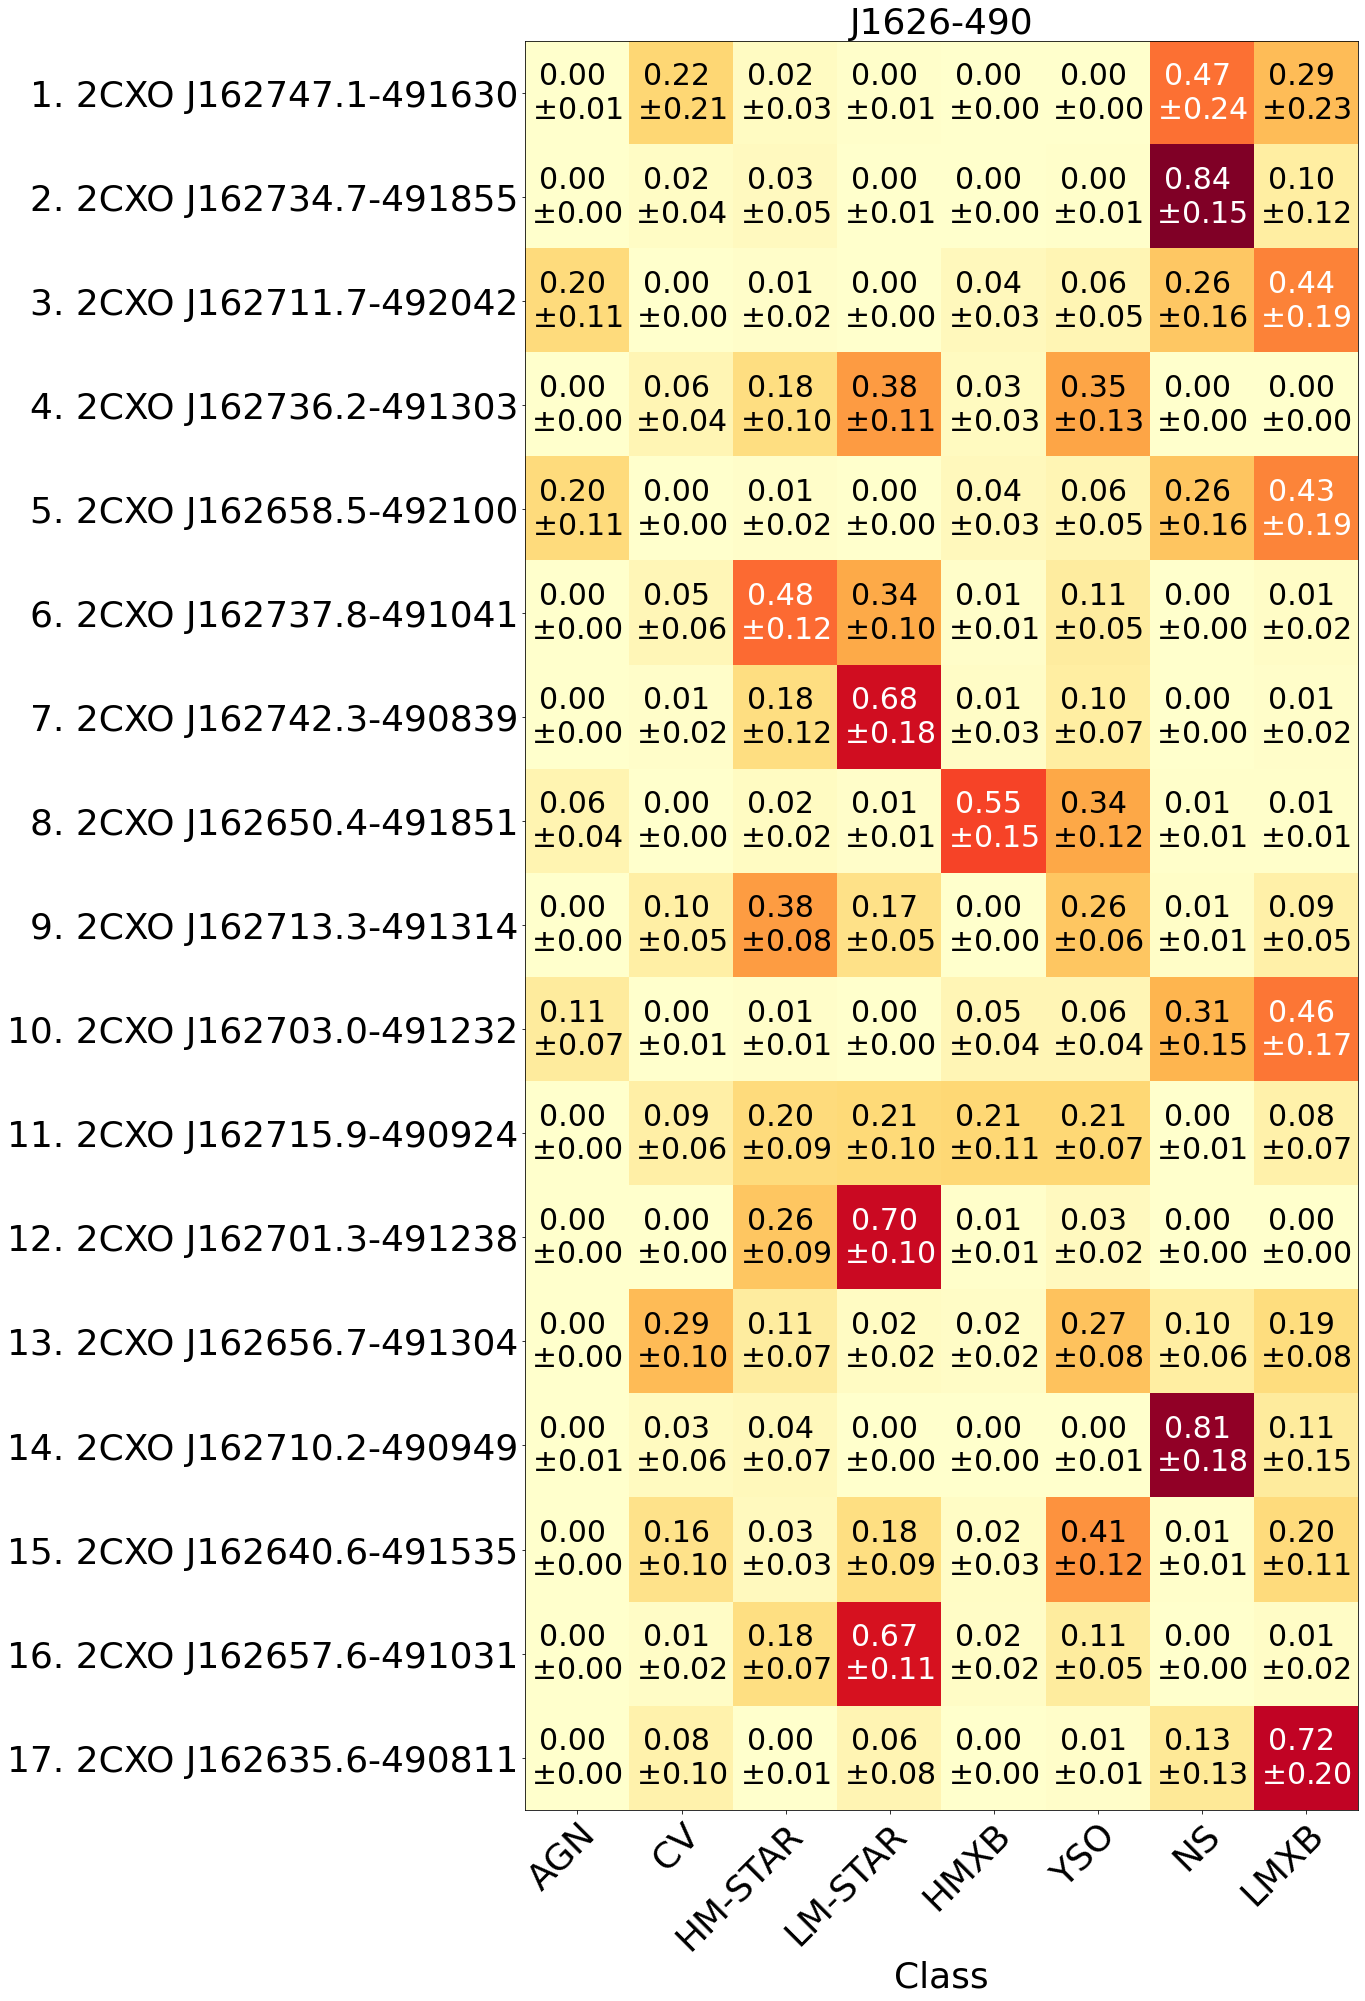 J1626-490
1. 2CXO J162747.1-491630 0.00 0.22 0.02 0.00 0.00 0.00 0.47 0.29
±0.01 ±0.21 ±0.03 ±0.01 ±0.00 ±0.00 ±0.24 ±0.23
2. 2CXO J162734.7-491855 0.00 0.02 0.03 0.00 0.00 0.00 0.84 0.10
±0.00 ±0.04 ±0.05 ±0.01 ±0.00 ±0.01 ±0.15 ±0.12
3. 2CXO J162711.7-492042 0.20 0.00 0.01 0.00 0.04 0.06 0.26 0.44
±0.11 ±0.00 ±0.02 ±0.00 ±0.03 ±0.05 ±0.16 ±0.19
4. 2CXO J162736.2-491303 0.00 0.06 0.18 0.38 0.03 0.35 0.00 0.00
±0.00 ±0.04 ±0.10 ±0.11 ±0.03 ±0.13 ±0.00 ±0.00
5. 2CXO J162658.5-492100 0.20 0.00 0.01 0.00 0.04 0.06 0.26 0.43
±0.11 ±0.00 ±0.02 ±0.00 ±0.03 ±0.05 ±0.16 ±0.19
6. 2CXO J162737.8-491041 0.00 0.05 0.48 0.34 0.01 0.11 0.00 0.01
±0.00 ±0.06 ±0.12 ±0.10 ±0.01 ±0.05 ±0.00 ±0.02
7. 2CXO J162742.3-490839 0.00 0.01 0.18 0.68 0.01 0.10 0.00 0.01
±0.00 ±0.02 ±0.12 ±0.18 ±0.03 ±0.07 ±0.00 ±0.02
8. 2CXO J162650.4-491851 0.06 0.00 0.02 0.01 0.55 0.34 0.01 0.01
±0.04 ±0.00 ±0.02 ±0.01 ±0.15 ±0.12 ±0.01 ±0.01
9. 2CXO J162713.3-491314 0.00 0.10 0.38 0.17 0.00 0.26 0.01 0.09
±0.00 ±0.05 ±0.08 ±0.05 ±0.00 ±0.06 ±0.01 ±0.05
10. 2CXO J162703.0-491232 0.11 0.00 0.01 0.00 0.05 0.06 0.31 0.46
±0.07 ±0.01 ±0.01 ±0.00 ±0.04 ±0.04 ±0.15 ±0.17
11. 2CXO J162715.9-490924 0.00 0.09 0.20 0.21 0.21 0.21 0.00 0.08
±0.00 ±0.06 ±0.09 ±0.10 ±0.11 ±0.07 ±0.01 ±0.07
12. 2CXO J162701.3-491238 0.00 0.00 0.26 0.70 0.01 0.03 0.00 0.00
±0.00 ±0.00 ±0.09 ±0.10 ±0.01 ±0.02 ±0.00 ±0.00
13. 2CXO J162656.7-491304 0.00 0.29 0.11 0.02 0.02 0.27 0.10 0.19
±0.00 ±0.10 ±0.07 ±0.02 ±0.02 ±0.08 ±0.06 ±0.08
14. 2CXO J162710.2-490949 0.00 0.03 0.04 0.00 0.00 0.00 0.81 0.11
±0.01 ±0.06 ±0.07 ±0.00 ±0.00 ±0.01 ±0.18 ±0.15
15. 2CXO J162640.6-491535 0.00 0.16 0.03 0.18 0.02 0.41 0.01 0.20
±0.00 ±0.10 ±0.03 ±0.09 ±0.03 ±0.12 ±0.01 ±0.11
16. 2CXO J162657.6-491031 0.00 0.01 0.18 0.67 0.02 0.11 0.00 0.01
±0.00 ±0.02 ±0.07 ±0.11 ±0.02 ±0.05 ±0.00 ±0.02
17. 2CXO J162635.6-490811 0.00 0.08 0.00 0.06 0.00 0.01 0.13 0.72
±0.00 ±0.10 ±0.01 ±0.08 ±0.00 ±0.01 ±0.13 ±0.20
AGN CV HM-STAR LM-STAR HMXB YSO NS LMXB
Class